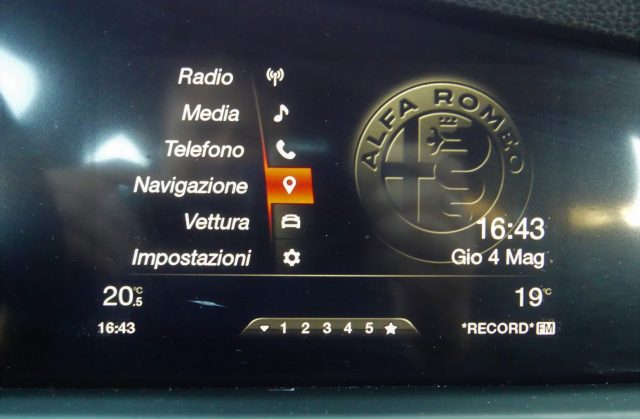 Radio
Media
Telefono
Navigazione
Vettura
Impostazioni
ALFA ROMEO
16:43
Gio 4 Mag
20.5°C
19°C
16:43
1 2 3 4 5
*RECORD* FM